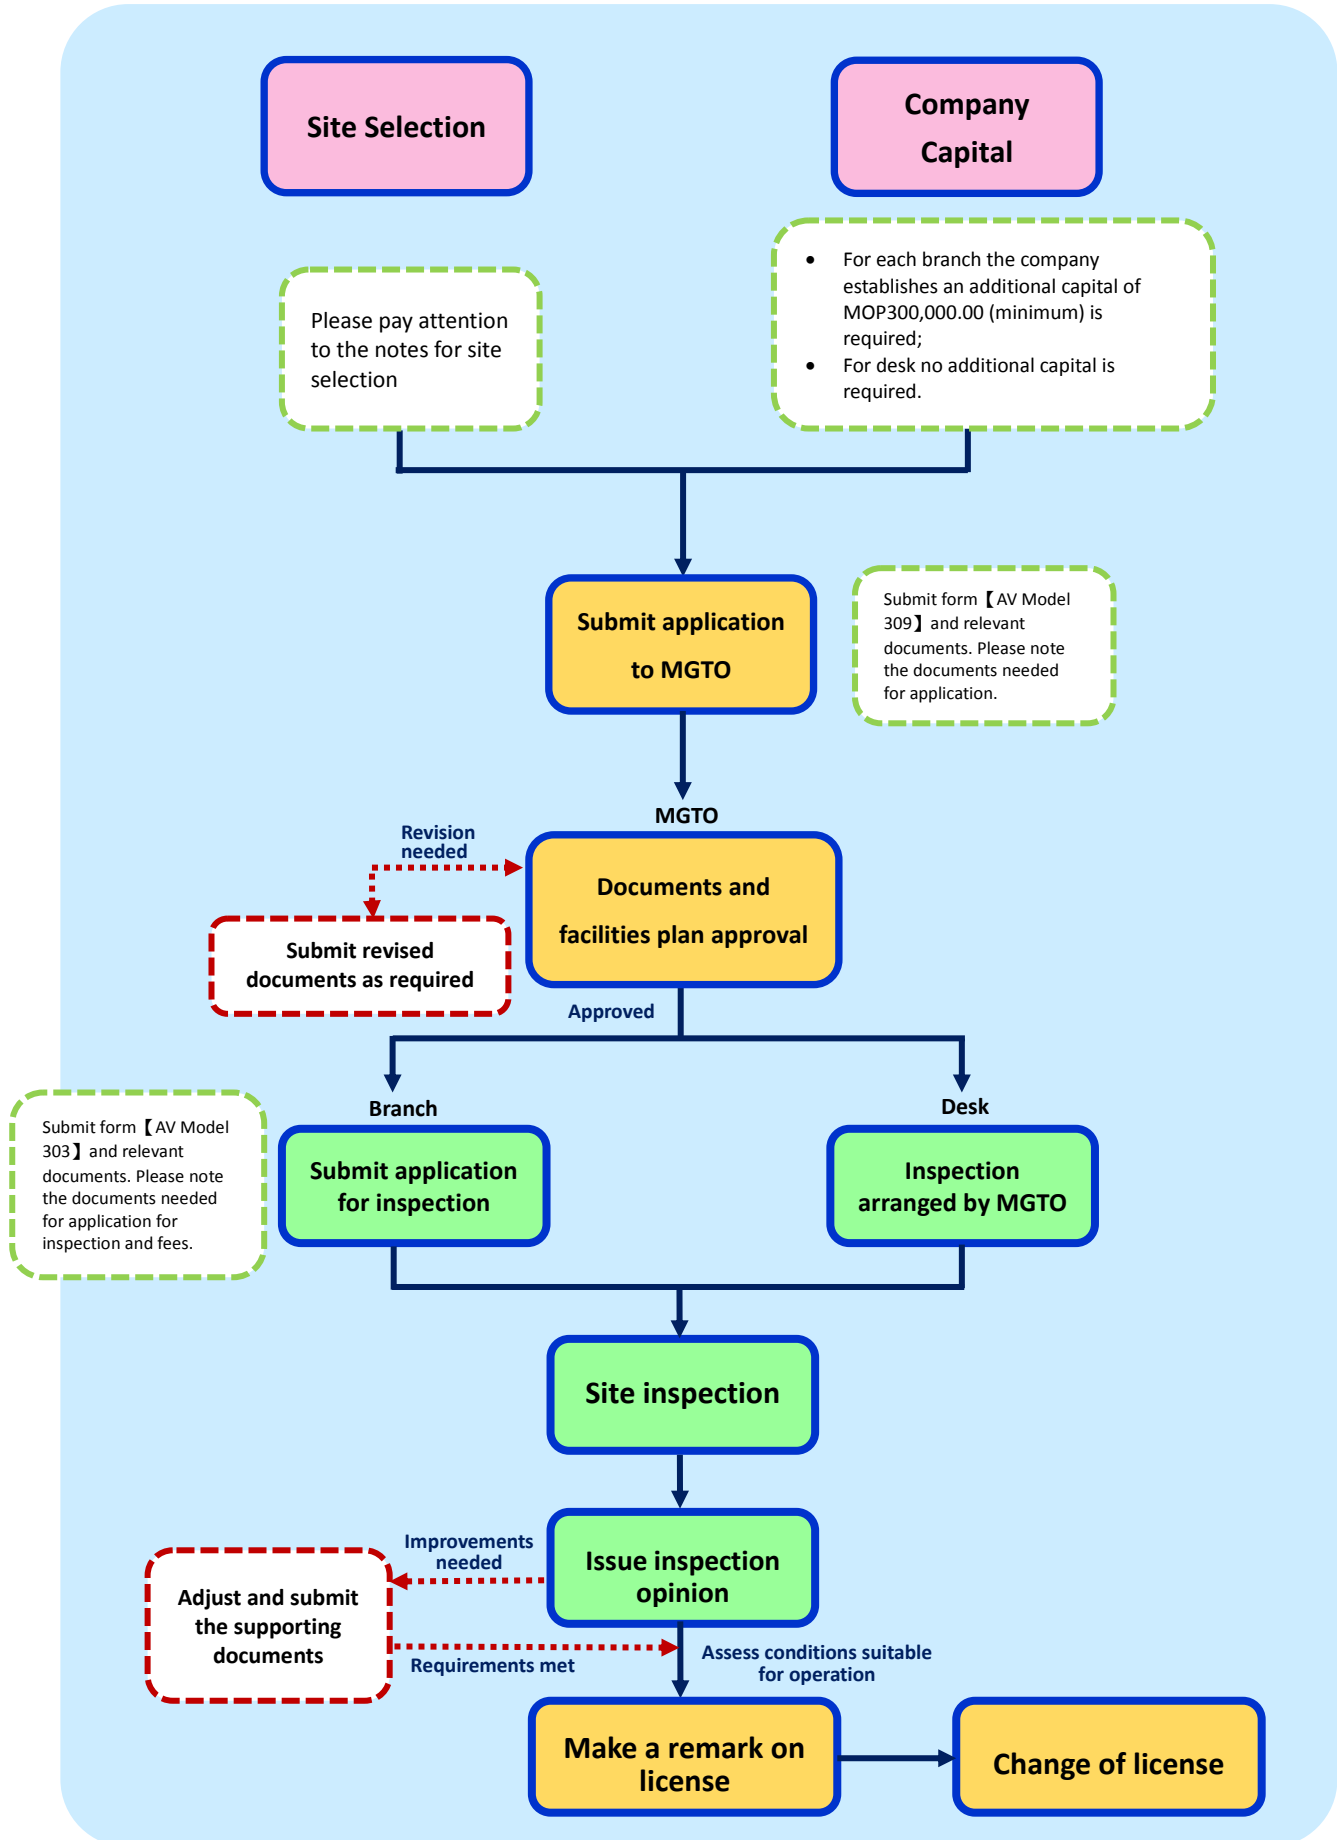 Site Selection
Company
Capital
Please pay attention
to the notes for site
selection
• For each branch the company
establishes an additional capital of
MOP300,000.00 (minimum) is
required;
• For desk no additional capital is
required.
Submit application
to MGTO
Submit form【AV Model
309】and relevant
documents. Please note
the documents needed
for application.
MGTO
Revision
needed
Documents and
facilities plan approval
Submit revised
documents as required
Approved
Branch
Desk
Submit form【AV Model
303】and relevant
documents. Please note
the documents needed
for application for
inspection and fees.
Submit application
for inspection
Inspection
arranged by MGTO
Site inspection
Improvements
needed
Issue inspection
opinion
Adjust and submit
the supporting
documents
Requirements met
Assess conditions suitable
for operation
Make a remark on
license
Change of license